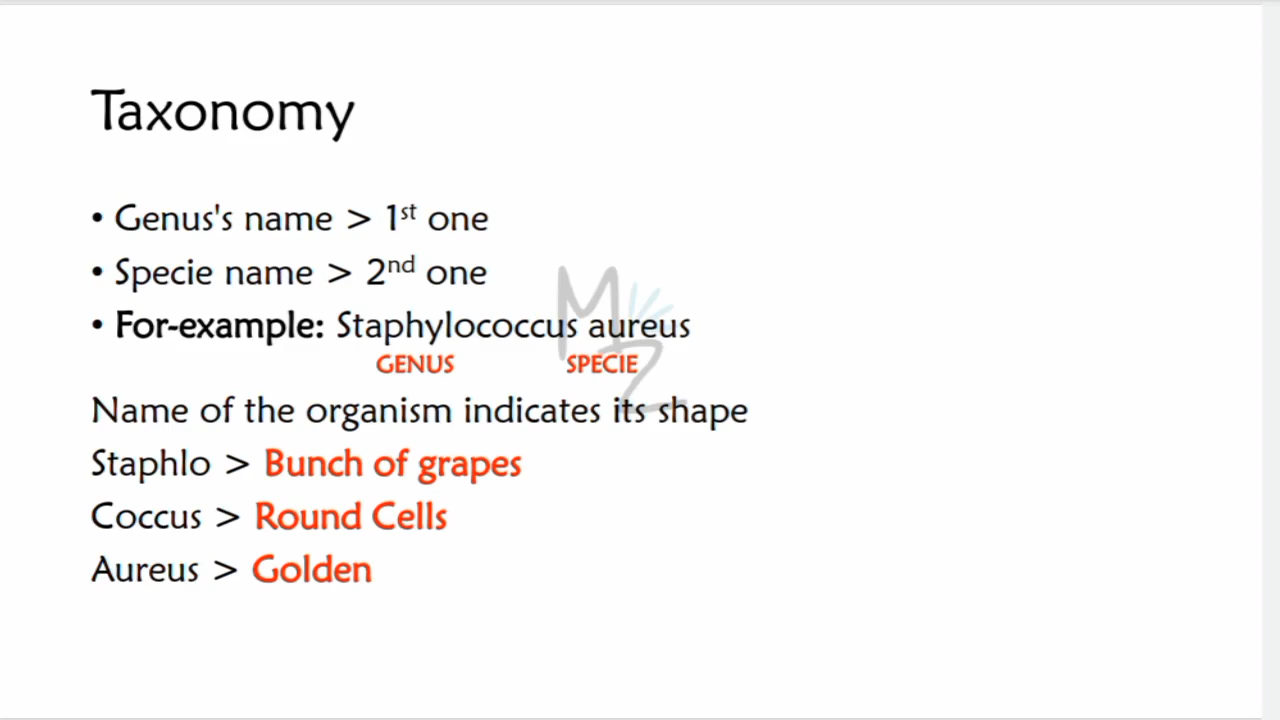 Taxonomy
• Genus's name > 1st one
• Specie name > 2nd one
• For-example: Staphylococcus aureus
GENUS SPECIE
Name of the organism indicates its shape
Staphlo > Bunch of grapes
Coccus > Round Cells
Aureus > Golden
MZ